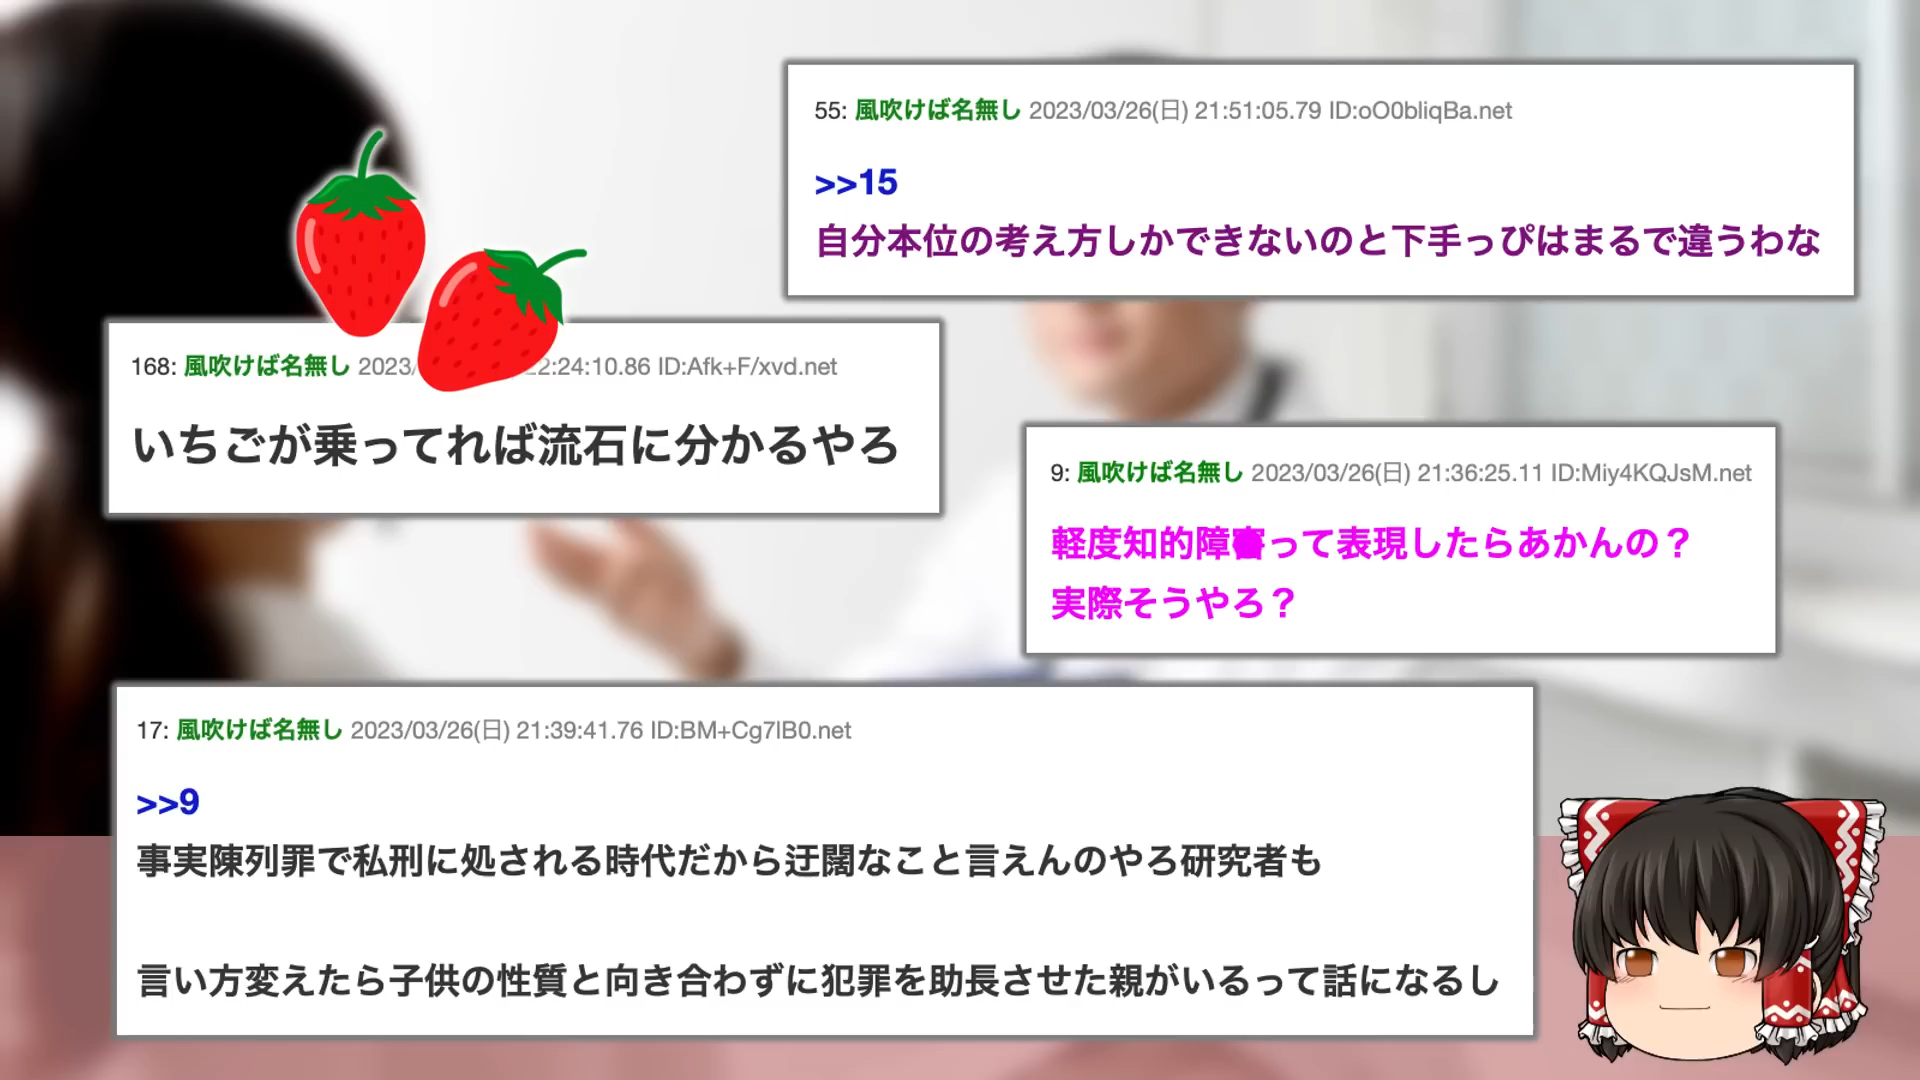 55: 風吹けば名無し 2023/03/26(日) 21:51:05.79 ID:oO0bliqBa.net
>>15
自分本位の考え方しかできないのと下手っぴはまるで違うわな
168: 風吹けば名無し 2023/ 2:24:10.86 ID:Afk+F/xvd.net
いちごが乗ってれば流石に分かるやろ
9: 風吹けば名無し 2023/03/26(日) 21:36:25.11 ID:Miy4KQJsM.net
軽度知的障審って表現したらあかんの？
実際そうやろ？
17: 風吹けば名無し 2023/03/26(日) 21:39:41.76 ID:BM+Cg7lB0.net
>>9
事実陳列罪で私刑に処される時代だから迂闊なこと言えんのやろ研究者も
言い方変えたら子供の性質と向き合わずに犯罪を助長させた親がいるって話になるし